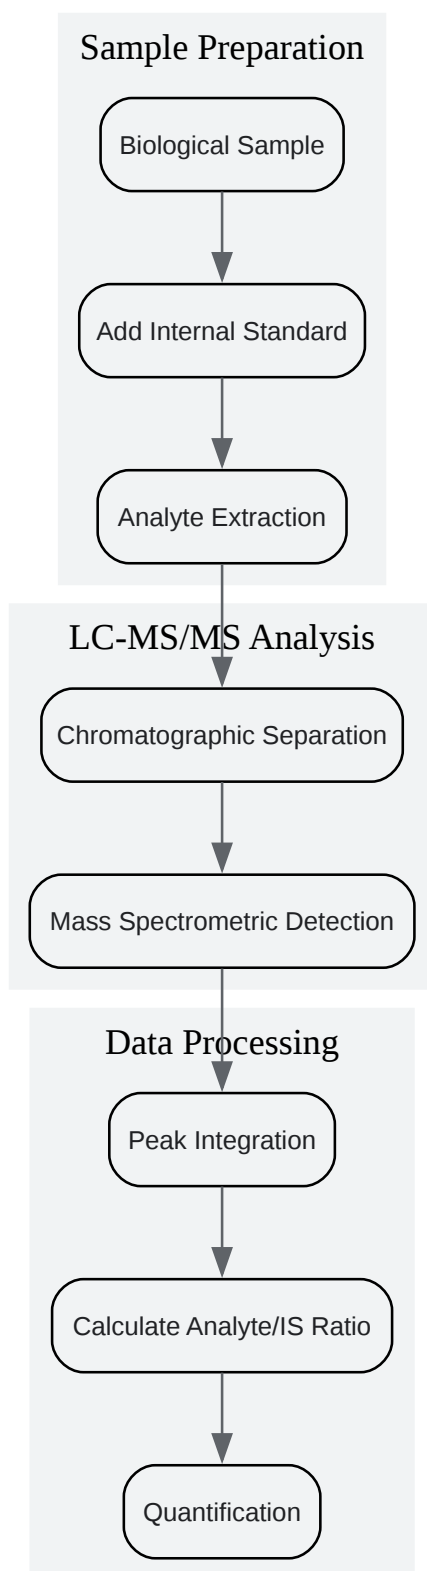 Sample Preparation
Biological Sample
Add Internal Standard
Analyte Extraction
LC-MS/MS Analysis
Chromatographic Separation
Mass Spectrometric Detection
Data Processing
Peak Integration
Calculate Analyte/IS Ratio
Quantification